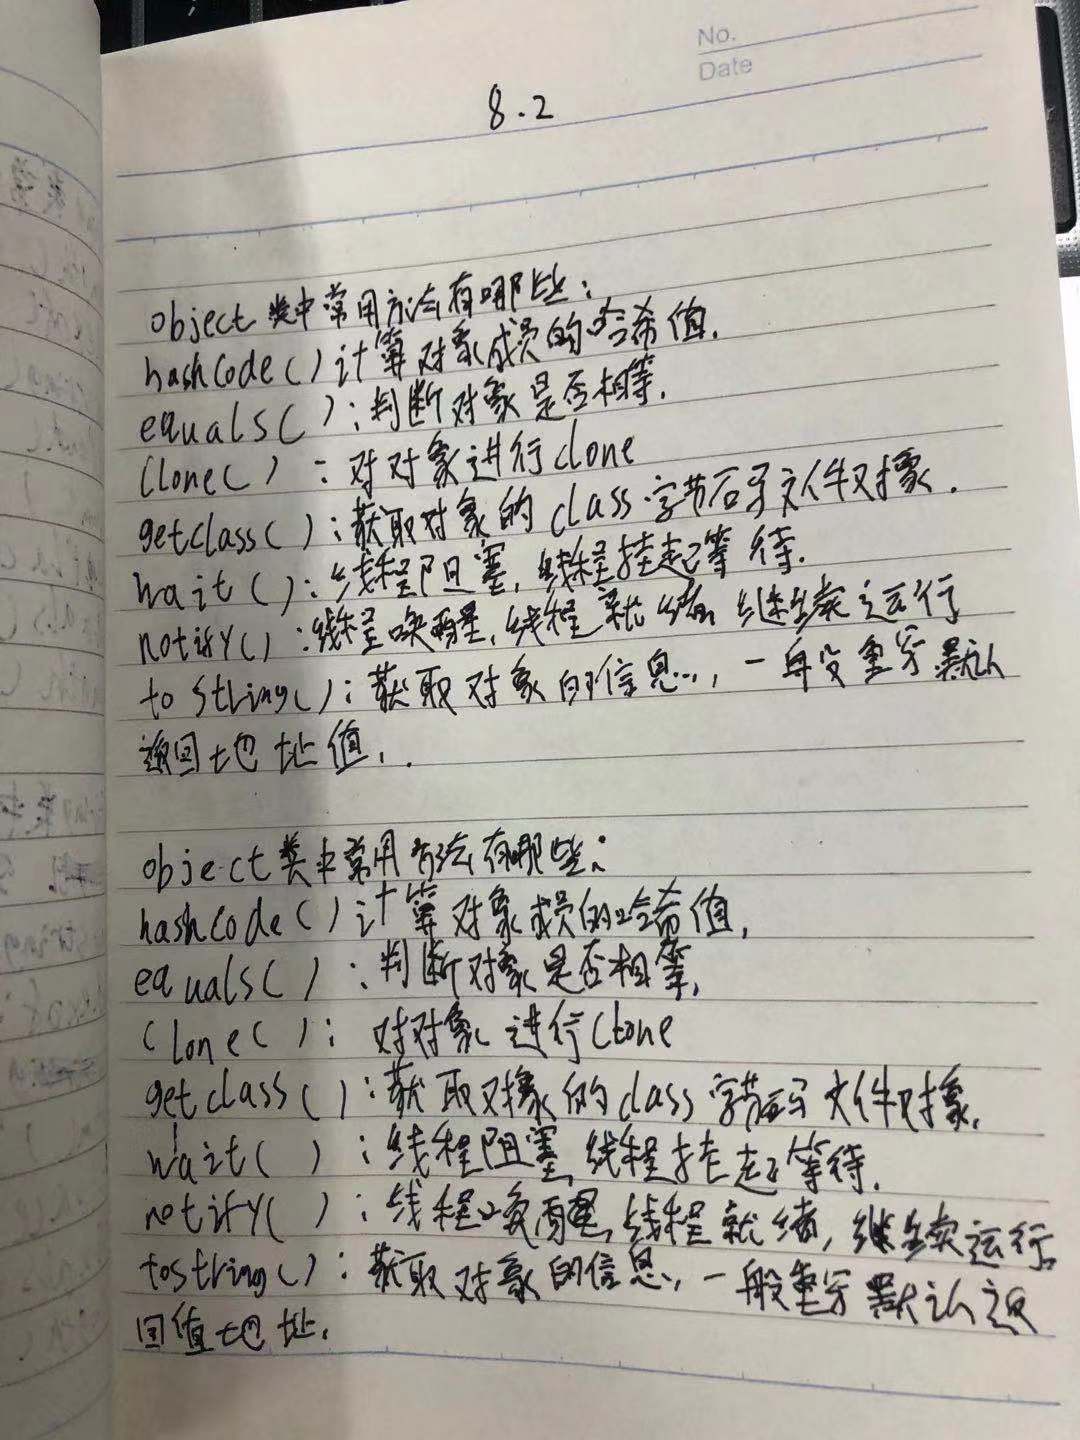 No.
Date
8.2
object 类中常用方法有哪些:
hashCode()计算对象成员的哈希值.
equals():判断对象是否相等.
Clone():对对象进行clone
getclass():获取对象的class字节码文件对象.
wait():线程阻塞,线程挂起等待.
notify():线程唤醒,线程就绪 继续运行
to String():获取对象的信息,一般重写默认
返回地址值,.
object类中常用方法有哪些:
hashCode()计算对象成员的哈希值,
equals():判断对象是否相等,
Clone():对对象进行Clone
getclass():获取对象的class字节码文件对象.
wait():线程阻塞,线程挂起等待.
notify():线程唤醒,线程就绪,继续运行,
tostring():获取对象的信息,一般重写默认返
回值地址.